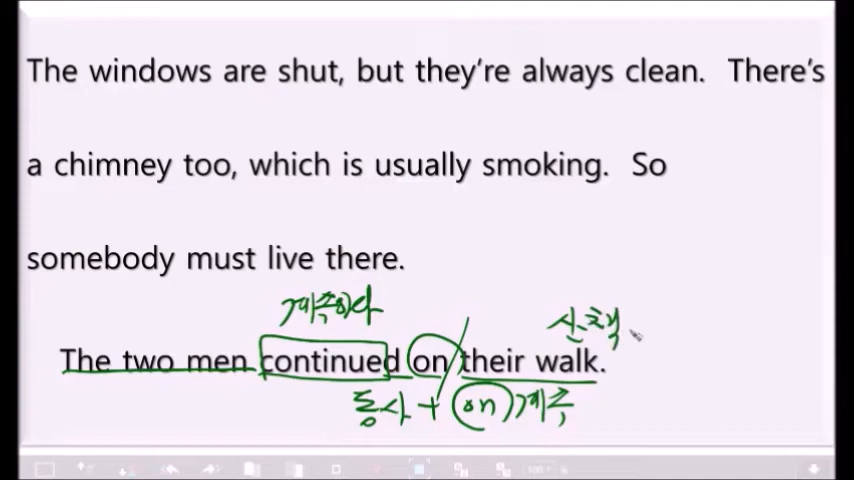 The windows are shut, but they're always clean. There's
a chimney too, which is usually smoking. So
somebody must live there.
계속하다
산책
The two men continued on their walk.
동사 + on 계속